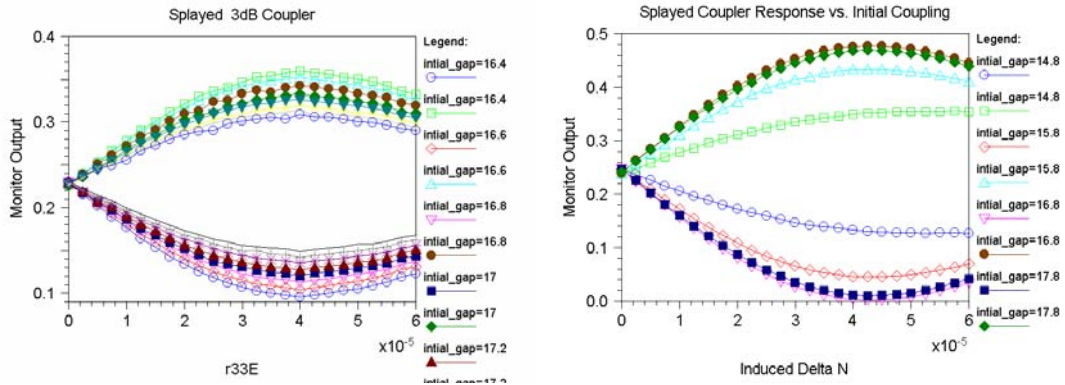 Splayed 3dB Coupler
0.4
0.3
0.2
0.1
Monitor Output
0 1 2 3 4 5 6
x10-5
r33E
Legend:
intial_gap=16.4
intial_gap=16.4
intial_gap=16.6
intial_gap=16.6
intial_gap=16.8
intial_gap=16.8
intial_gap=17
intial_gap=17
intial_gap=17.2
intial_gap=17.2
Splayed Coupler Response vs. Initial Coupling
0.5
0.4
0.3
0.2
0.1
0.0
Monitor Output
0 1 2 3 4 5 6
x10-5
Induced Delta N
Legend:
intial_gap=14.8
intial_gap=14.8
intial_gap=15.8
intial_gap=15.8
intial_gap=16.8
intial_gap=16.8
intial_gap=17.8
intial_gap=17.8